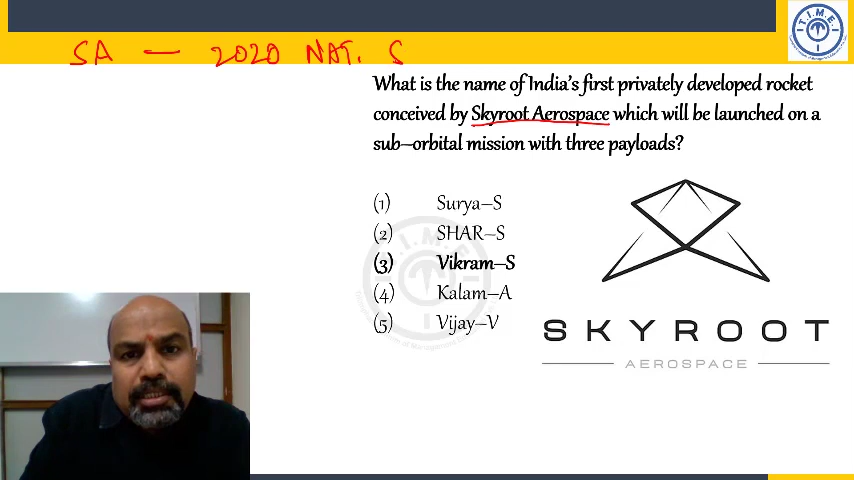 SA — 2020 NAT. S
T.I.M.E.
What is the name of India's first privately developed rocket
conceived by Skyroot Aerospace which will be launched on a
sub-orbital mission with three payloads?
(1) Surya–S
(2) SHAR–S
(3) Vikram–S
(4) Kalam–A
(5) Vijay–V
SKYROOT
AEROSPACE